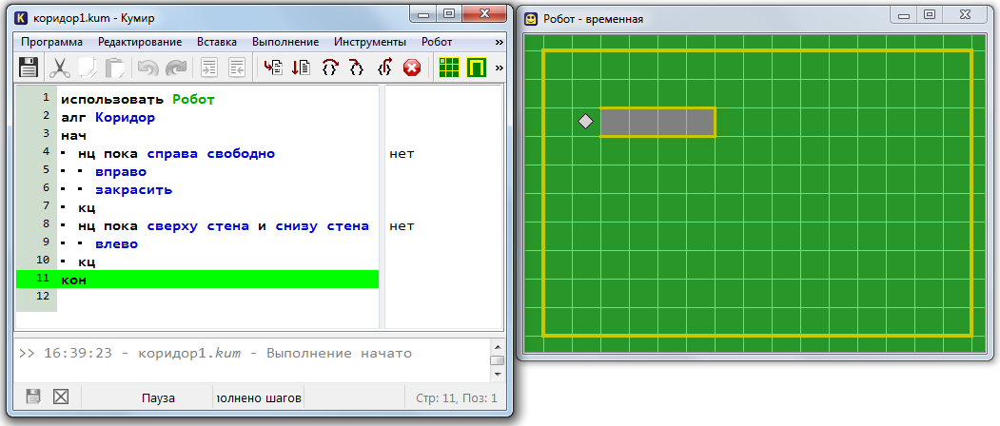 коридор1.kum - Кумир
Программа Редактирование Вставка Выполнение Инструменты Робот »
»
1 использовать Робот
2 алг Коридор
3 нач
4 нц пока справа свободно нет
5 вправо
6 закрасить
7 кц
8 нц пока сверху стена и снизу стена нет
9 влево
10 кц
11 кон
12
>> 16:39:23 - коридор1.kum - Выполнение начато
Пауза олнено шагов Стр: 11, Поз: 1
Робот - временная